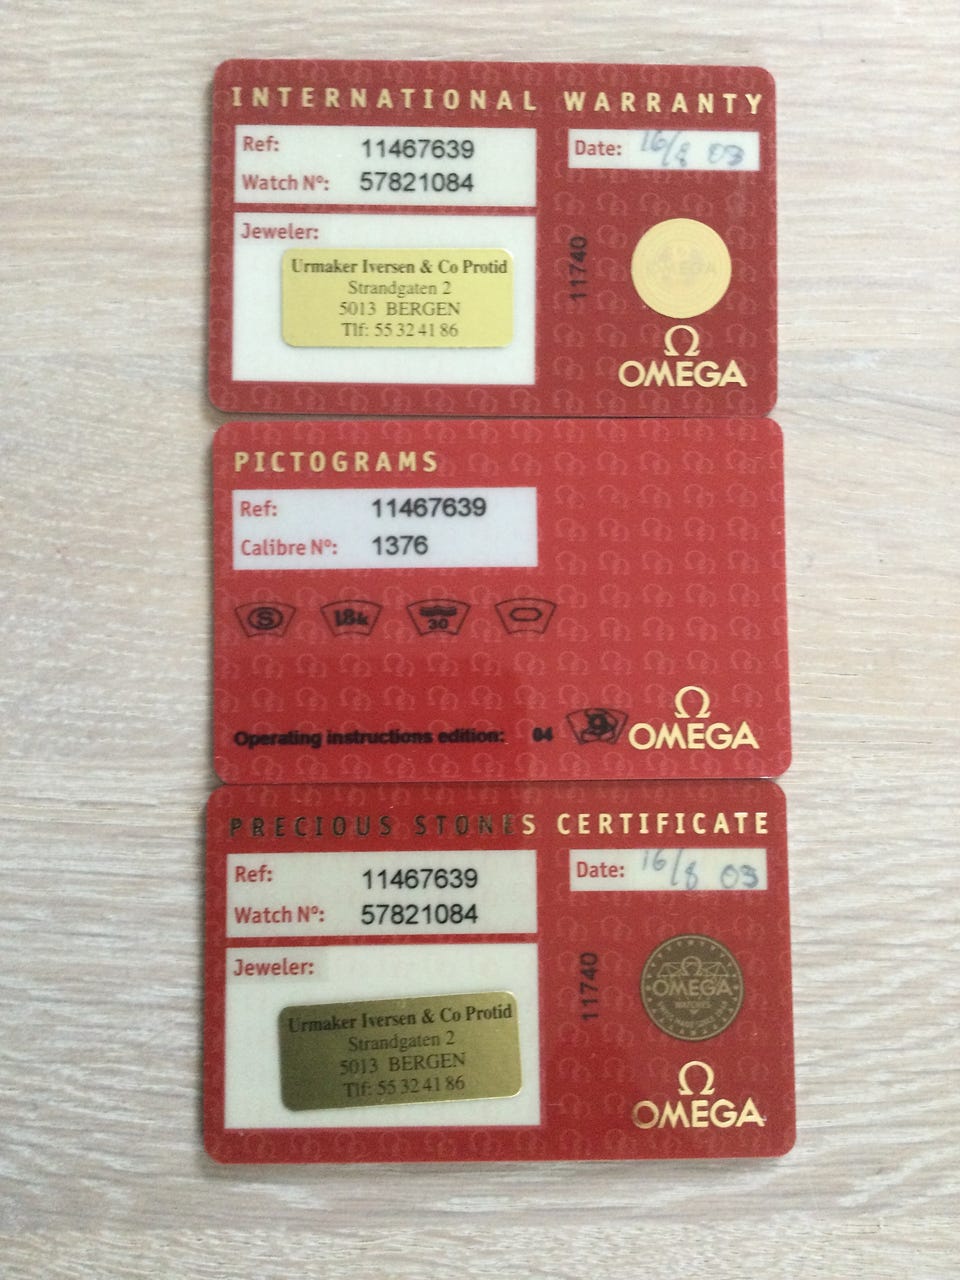 INTERNATIONAL WARRANTY
Ref: 11467639
Watch Nº: 57821084
Date: 16/8 03
Jeweler:
Urmaker Iversen & Co Protid
Strandgaten 2
5013 BERGEN
Tlf: 55 32 41 86
11740
OMEGA
OMEGA
PICTOGRAMS
Ref: 11467639
Calibre Nº: 1376
S
18k
30
Operating instructions edition: 04
OMEGA
PRECIOUS STONES CERTIFICATE
Ref: 11467639
Watch Nº: 57821084
Date: 16/8 03
Jeweler:
Urmaker Iversen & Co Protid
Strandgaten 2
5013 BERGEN
Tlf: 55 32 41 86
11740
OMEGA
WATCHES
OMEGA